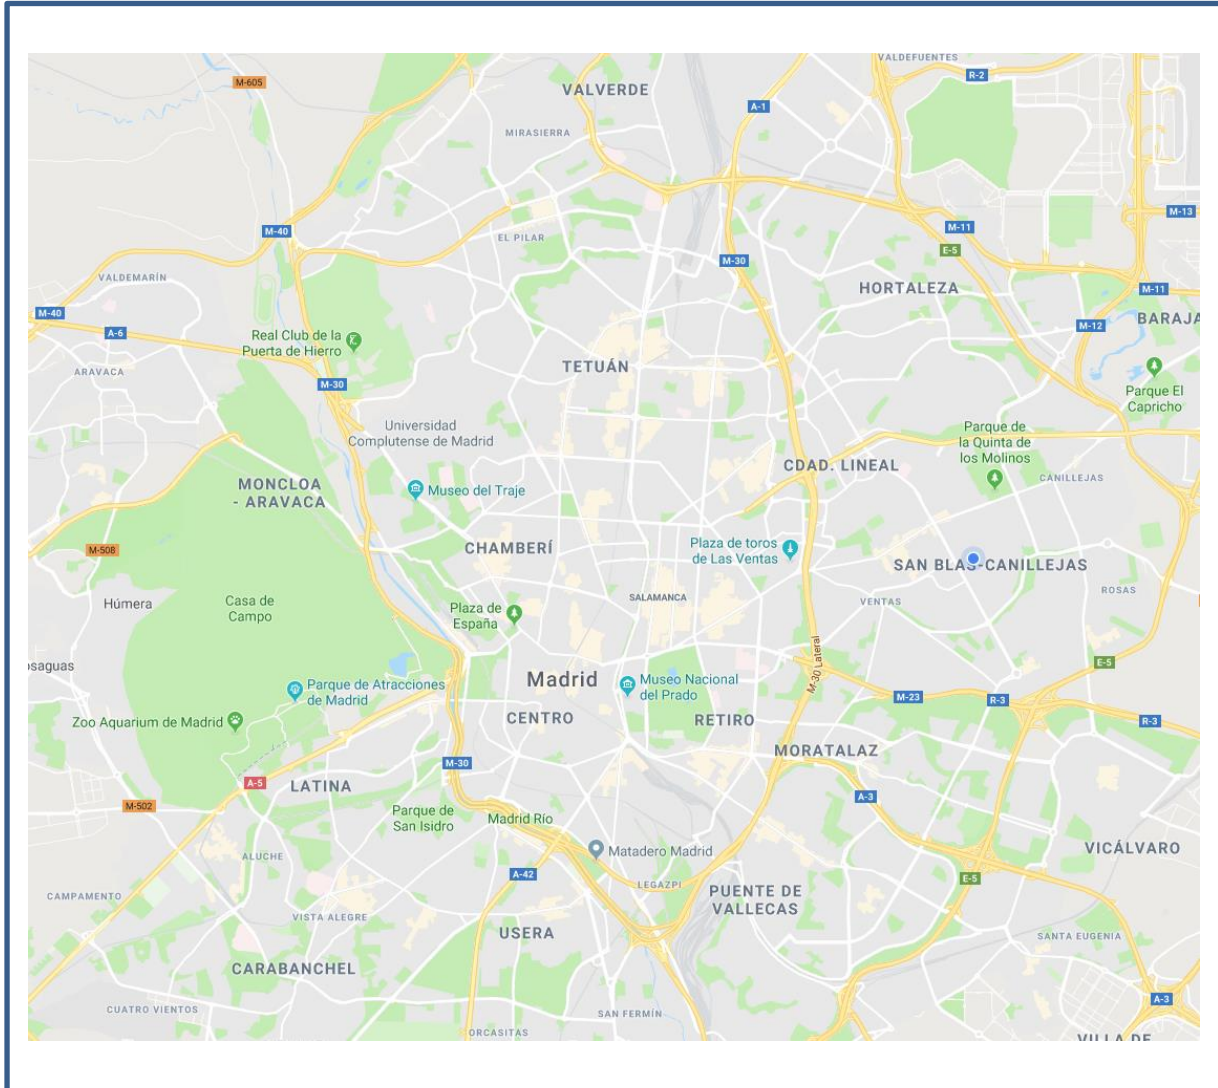 VALDEFUENTES
R-2
M-605
VALVERDE
A-1
MIRASIERRA
M-13
M-11
M-40
EL PILAR
E-5
M-30
VALDEMARÍN
HORTALEZA
M-11
M-40
BARAJA
M-12
A-6
Real Club de la
Puerta de Hierro
TETUÁN
ARAVACA
M-30
Parque El
Capricho
Universidad
Complutense de Madrid
Parque de
la Quinta de
los Molinos
CDAD. LINEAL
CANILLEJAS
MONCLOA
- ARAVACA
Museo del Traje
M-508
CHAMBERÍ
Plaza de toros
de Las Ventas
SAN BLAS-CANILLEJAS
ROSAS
Húmera
Casa de
Campo
Plaza de
España
SALAMANCA
VENTAS
osaguas
M-30 Lateral
E-5
Madrid
Parque de Atracciones
de Madrid
Museo Nacional
del Prado
M-23
R-3
Zoo Aquarium de Madrid
CENTRO
RETIRO
R-3
MORATALAZ
M-30
A-5
LATINA
A-3
M-502
Parque de
San Isidro
Madrid Río
Matadero Madrid
VICÁLVARO
ALUCHE
A-42
E-5
LEGAZPI
CAMPAMENTO
PUENTE DE
VALLECAS
VISTA ALEGRE
USERA
SANTA EUGENIA
CARABANCHEL
A-3
CUATRO VIENTOS
SAN FERMÍN
ORCASITAS
VILLA DE